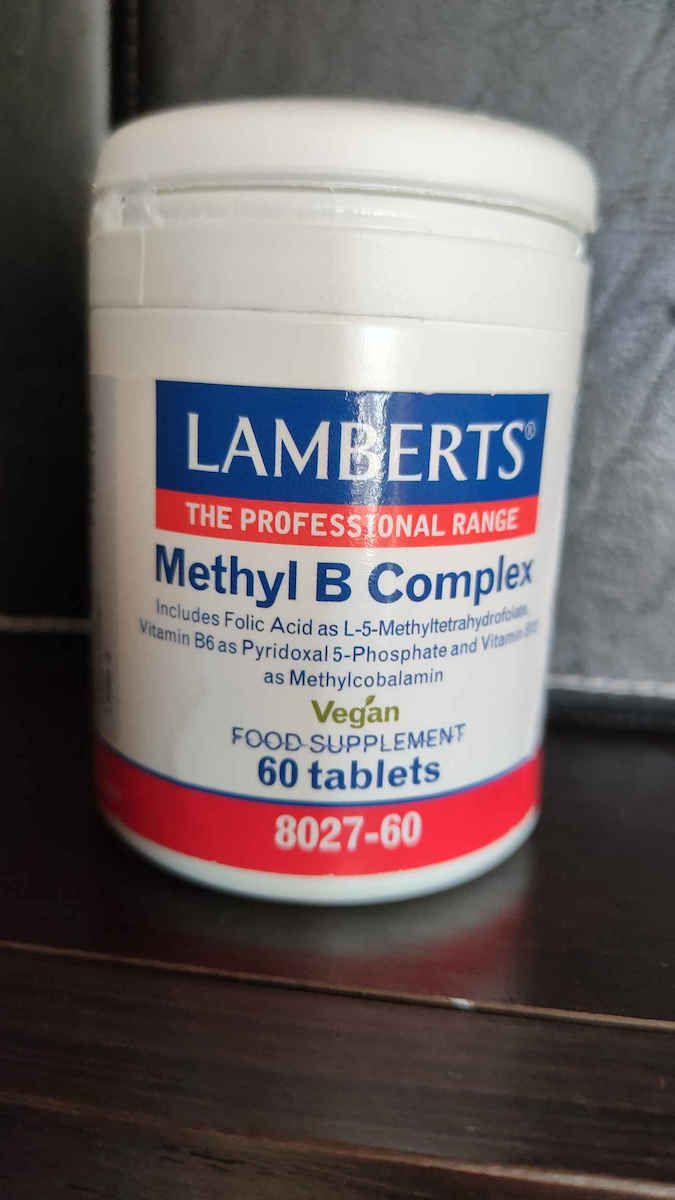 LAMBERTS®
THE PROFESSIONAL RANGE
Methyl B Complex
Includes Folic Acid as L-5-Methyltetrahydrofolate,
Vitamin B6 as Pyridoxal 5-Phosphate and Vitamin B12
as Methylcobalamin
Vegan
FOOD SUPPLEMENT
60 tablets
8027-60